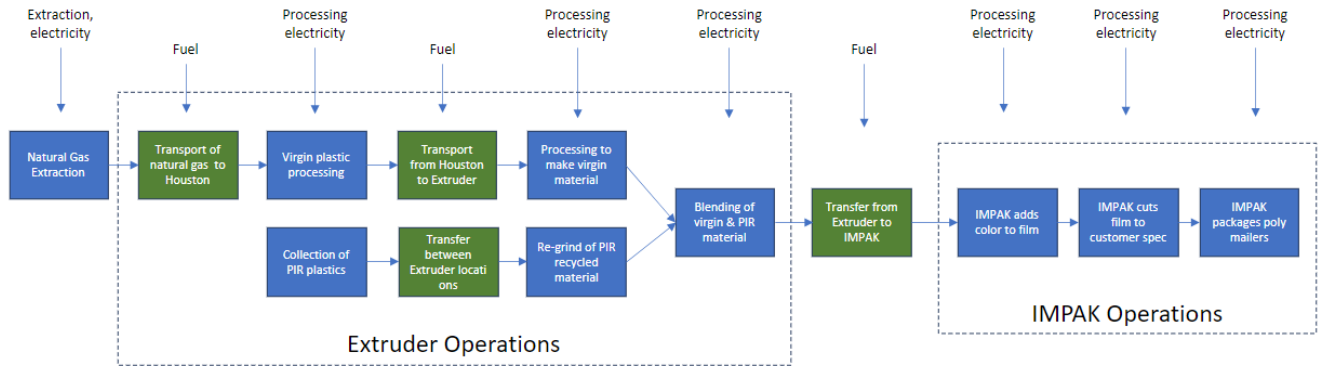 Extraction,
electricity
Fuel
Processing
electricity
Fuel
Processing
electricity
Processing
electricity
Fuel
Processing
electricity
Processing
electricity
Processing
electricity
Natural Gas
Extraction
Transport of
natural gas to
Houston
Virgin plastic
processing
Transport
from Houston
to Extruder
Processing to
make virgin
material
Collection of
PIR plastics
Transfer
between
Extruder locati
ons
Re-grind of PIR
recycled
material
Blending of
virgin & PIR
material
Transfer from
Extruder to
IMPAK
IMPAK adds
color to film
IMPAK cuts
film to
customer spec
IMPAK
packages poly
mailers
Extruder Operations
IMPAK Operations